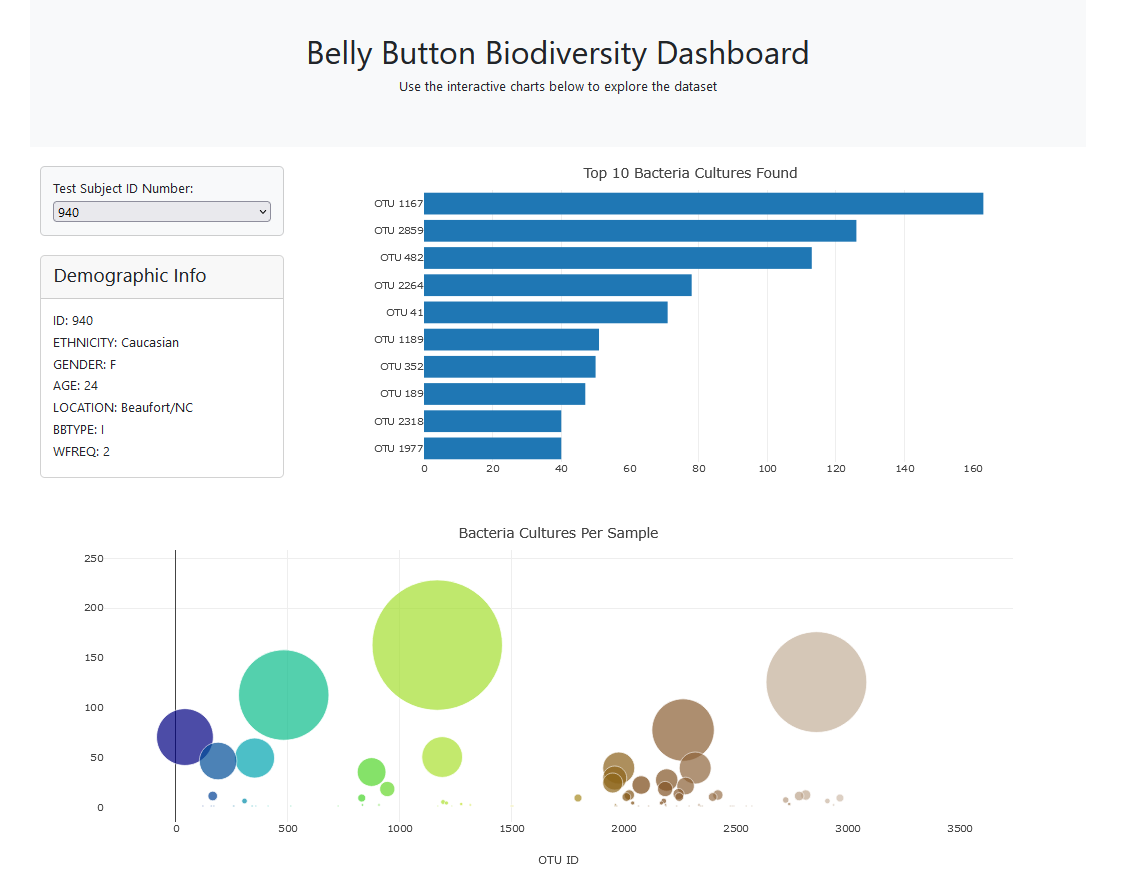 Belly Button Biodiversity Dashboard
Use the interactive charts below to explore the dataset
Test Subject ID Number:
940
Demographic Info
ID: 940
ETHNICITY: Caucasian
GENDER: F
AGE: 24
LOCATION: Beaufort/NC
BBTYPE: I
WFREQ: 2
Top 10 Bacteria Cultures Found
OTU 1167
OTU 2859
OTU 482
OTU 2264
OTU 41
OTU 1189
OTU 352
OTU 189
OTU 2318
OTU 1977
0 20 40 60 80 100 120 140 160
Bacteria Cultures Per Sample
250
200
150
100
50
0
0 500 1000 1500 2000 2500 3000 3500
OTU ID